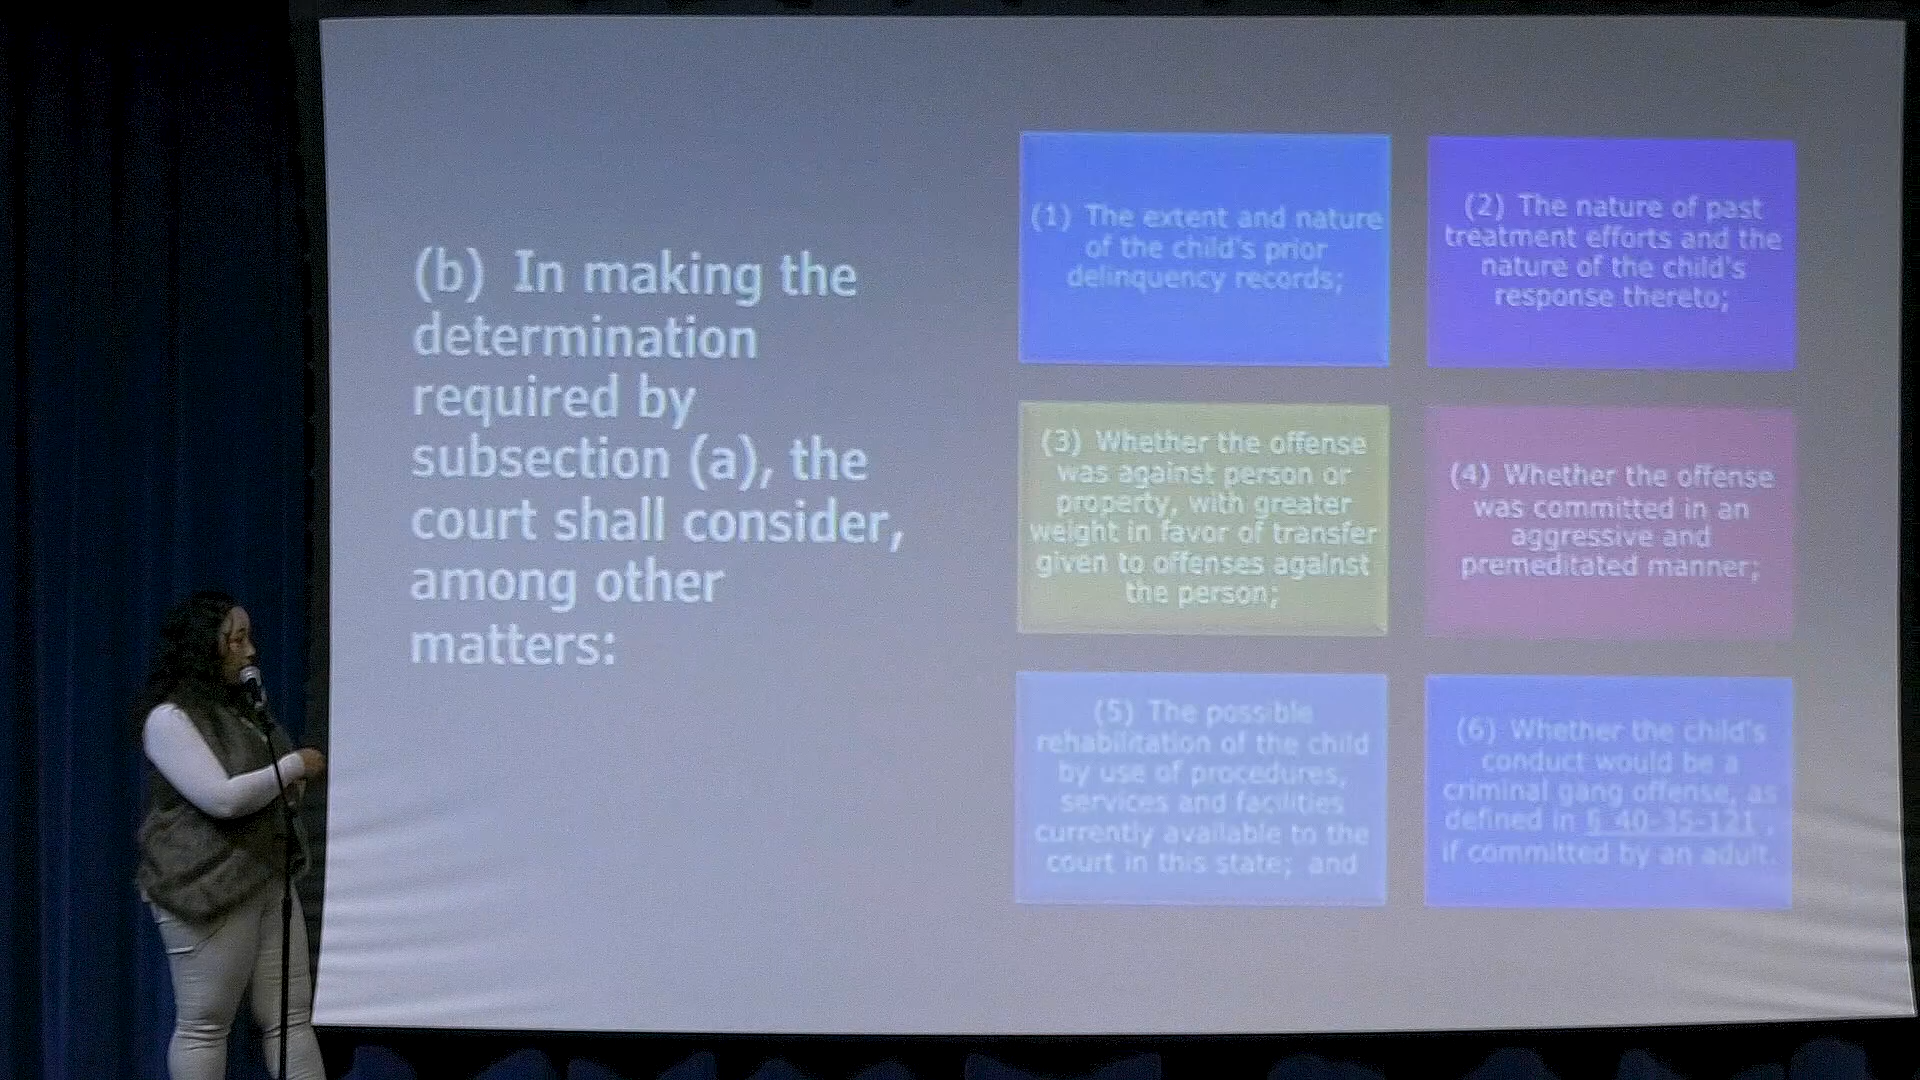 (b) In making the
determination
required by
subsection (a), the
court shall consider,
among other
matters:
(1) The extent and nature
of the child's prior
delinquency records;
(2) The nature of past
treatment efforts and the
nature of the child's
response thereto;
(3) Whether the offense
was against person or
property, with greater
weight in favor of transfer
given to offenses against
the person;
(4) Whether the offense
was committed in an
aggressive and
premeditated manner;
(5) The possible
rehabilitation of the child
by use of procedures,
services and facilities
currently available to the
court in this state; and
(6) Whether the child's
conduct would be a
criminal gang offense, as
defined in § 40-35-121,
if committed by an adult.